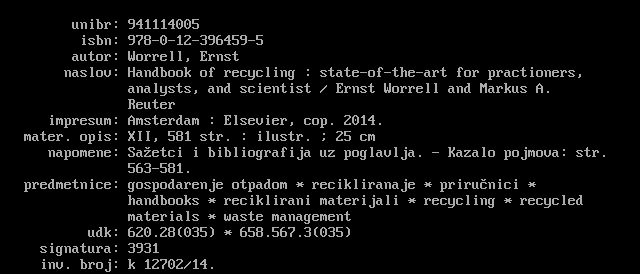 unibr: 941114005
isbn: 978-0-12-396459-5
autor: Worrell, Ernst
naslov: Handbook of recycling : state-of-the-art for practioners,
analysts, and scientist / Ernst Worrell and Markus A.
Reuter
impresum: Amsterdam : Elsevier, cop. 2014.
mater. opis: XII, 581 str. : ilustr. ; 25 cm
napomene: Sažetci i bibliografija uz poglavlja. - Kazalo pojmova: str.
563-581.
predmetnice: gospodarenje otpadom * recikliranaje * priručnici *
handbooks * reciklirani materijali * recycling * recycled
materials * waste management
udk: 620.28(035) * 658.567.3(035)
signatura: 3931
inv. broj: k 12702/14.